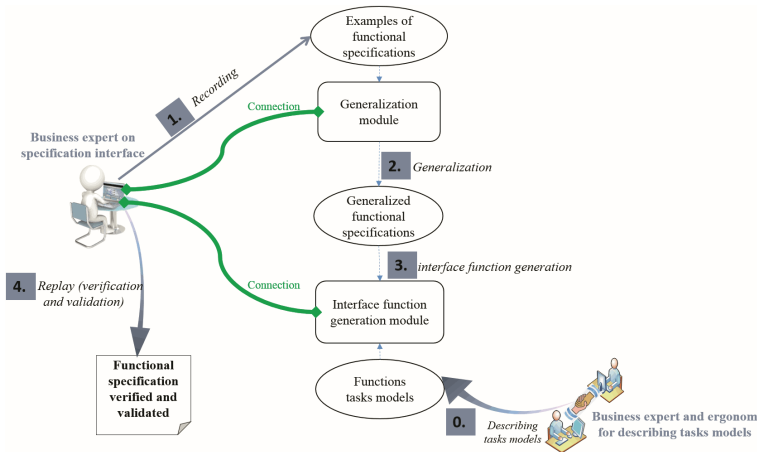 Examples of
functional
specifications
1.
Recording
Connection
Generalization
module
Business expert on
specification interface
2.
Generalization
Generalized
functional
specifications
3.
interface function generation
4.
Replay (verification
and validation)
Connection
Interface function
generation module
Functional
specification
verified and
validated
Functions
tasks models
0.
Describing
tasks models
Business expert and ergonom
for describing tasks models